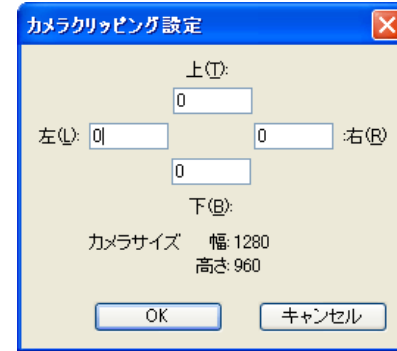 カメラクリッピング設定
上(T):
0
左(L): 0 0 :右(R)
0
下(B):
カメラサイズ 幅: 1280
高さ: 960
OK キャンセル